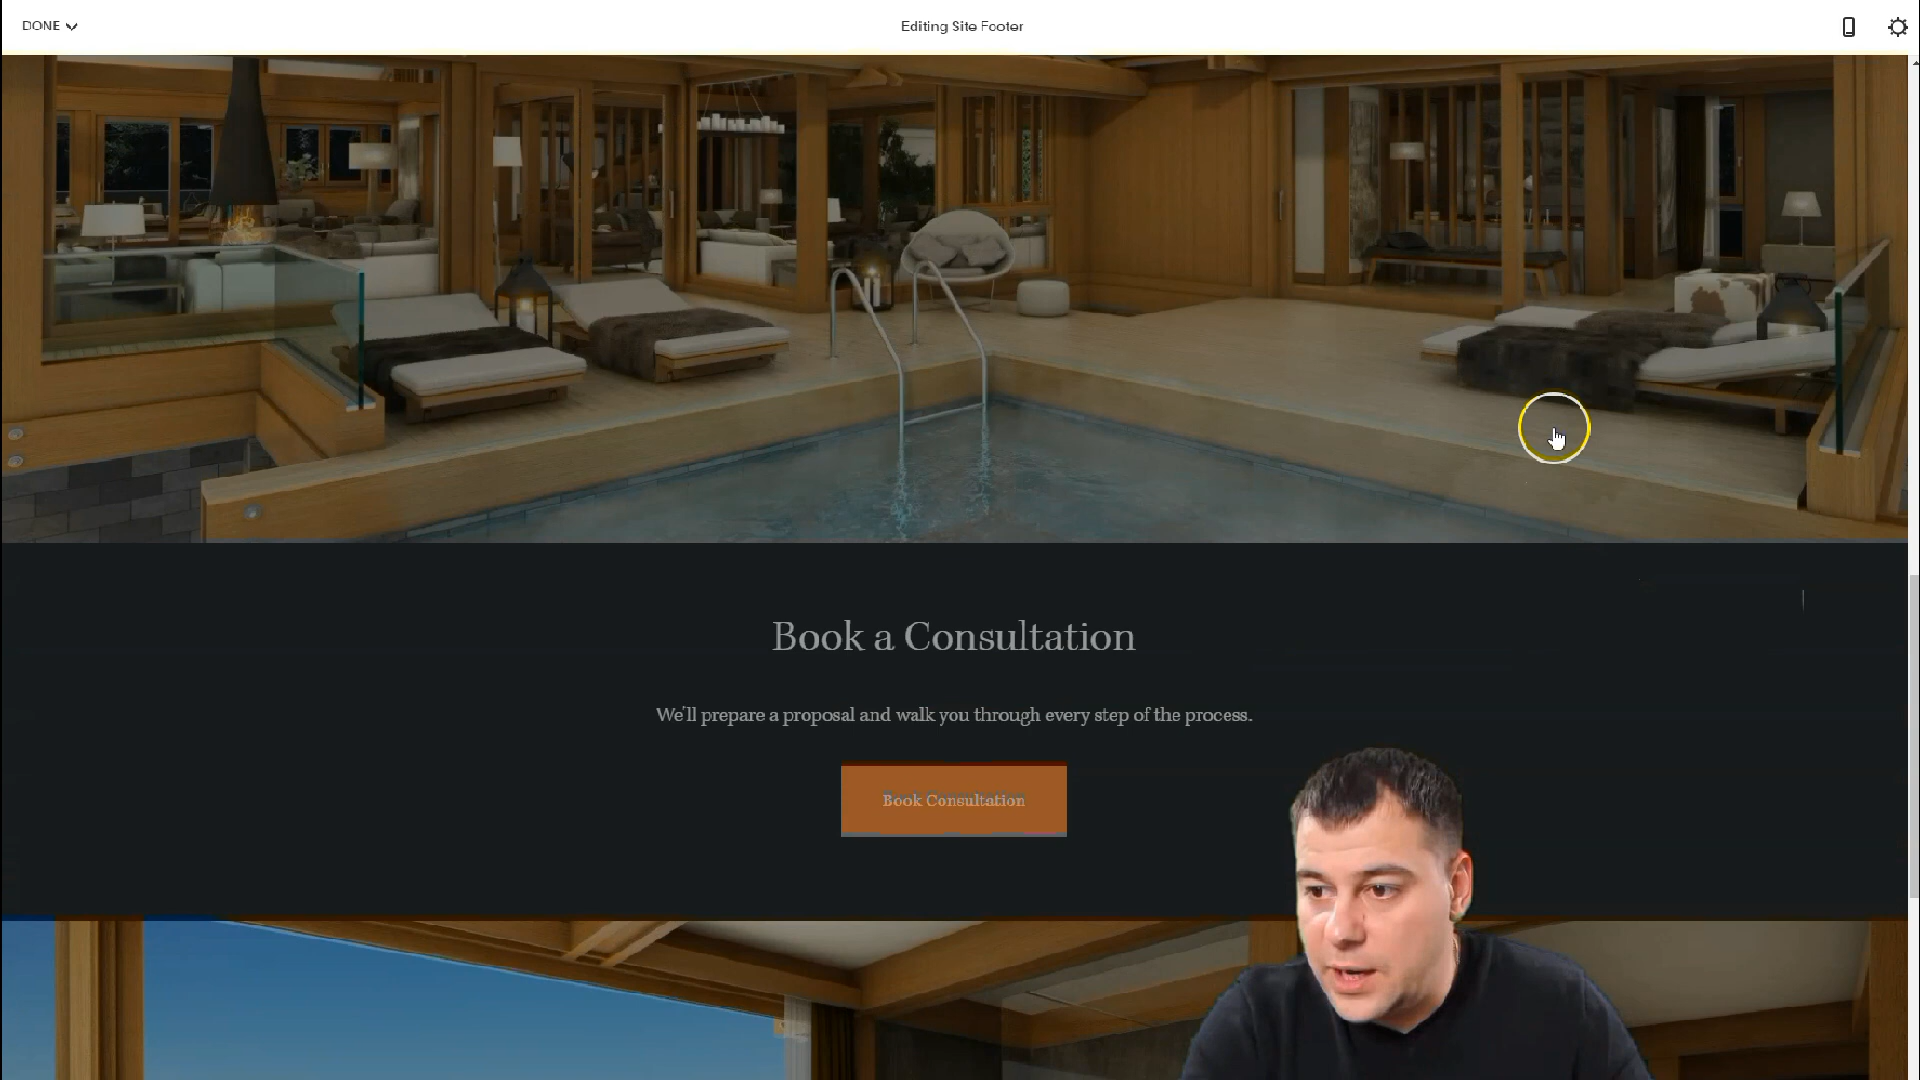 DONE
Editing Site Footer
Book a Consultation
We'll prepare a proposal and walk you through every step of the process.
Book Consultation